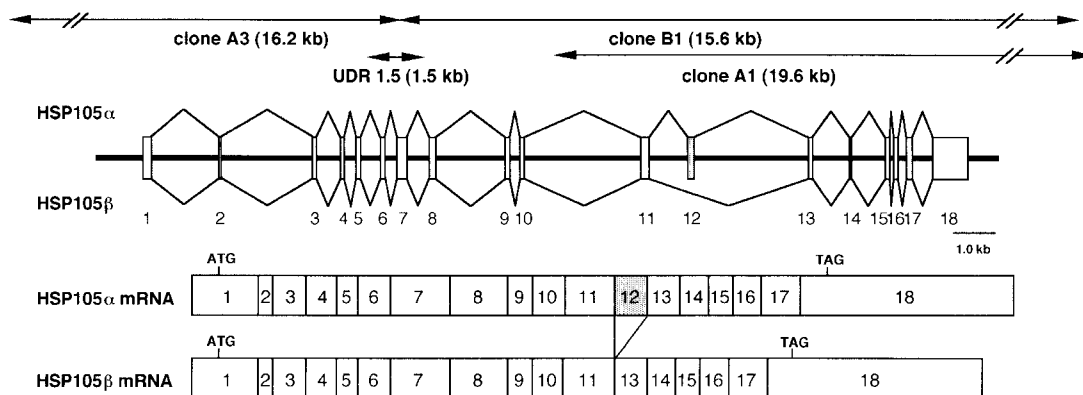 clone A3 (16.2 kb)
clone B1 (15.6 kb)
UDR 1.5 (1.5 kb)
clone A1 (19.6 kb)
HSP105α
HSP105β
1 2 3 4 5 6 7 8 9 10 11 12 13 14 15 16 17 18
1.0 kb
ATG TAG
HSP105α mRNA 1 2 3 4 5 6 7 8 9 10 11 12 13 14 15 16 17 18
ATG TAG
HSP105β mRNA 1 2 3 4 5 6 7 8 9 10 11 13 14 15 16 17 18